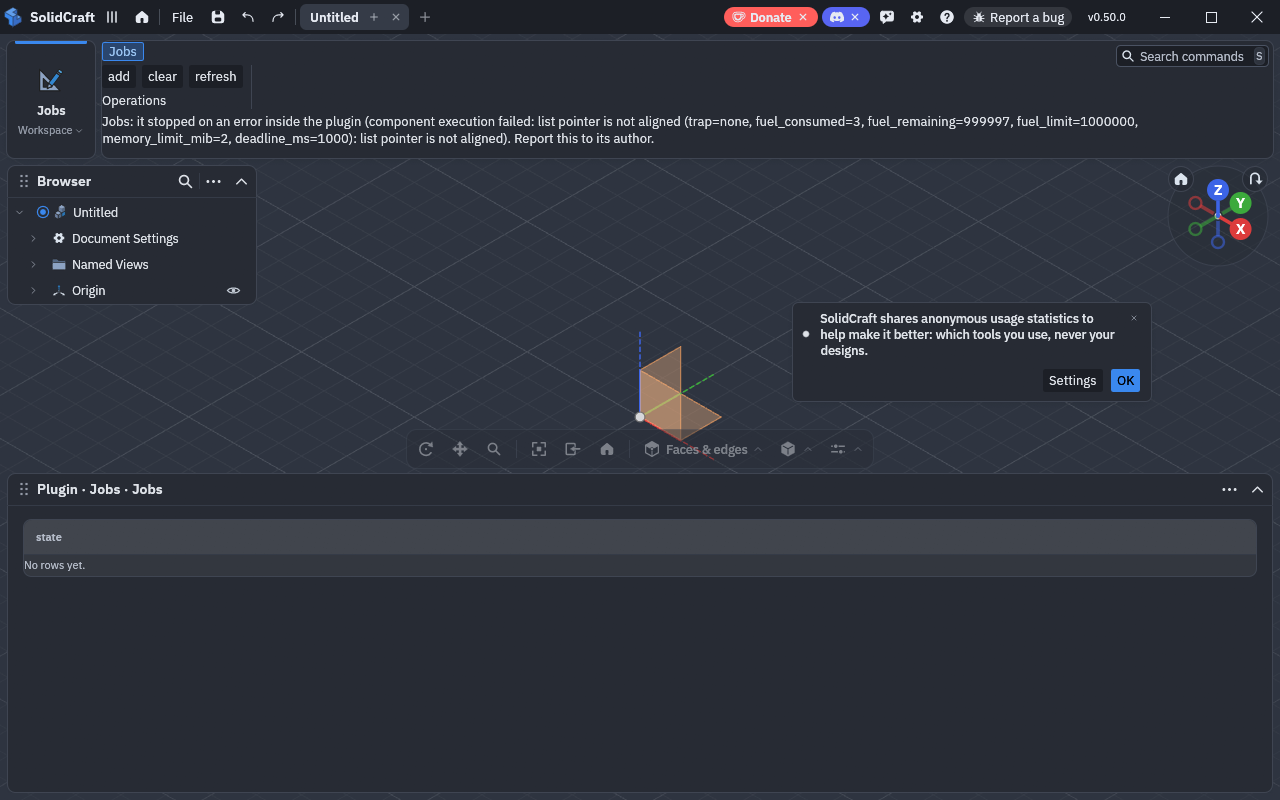 SolidCraft
File
Untitled
Donate
Report a bug
v0.50.0
Jobs
Workspace
Jobs
add
clear
refresh
Operations
Search commands
S
Jobs: it stopped on an error inside the plugin (component execution failed: list pointer is not aligned (trap=none, fuel_consumed=3, fuel_remaining=999997, fuel_limit=1000000,
memory_limit_mib=2, deadline_ms=1000): list pointer is not aligned). Report this to its author.
Browser
Untitled
Document Settings
Named Views
Origin
Z
Y
X
SolidCraft shares anonymous usage statistics to
help make it better: which tools you use, never your
designs.
Settings
OK
Faces & edges
Plugin · Jobs · Jobs
state
No rows yet.